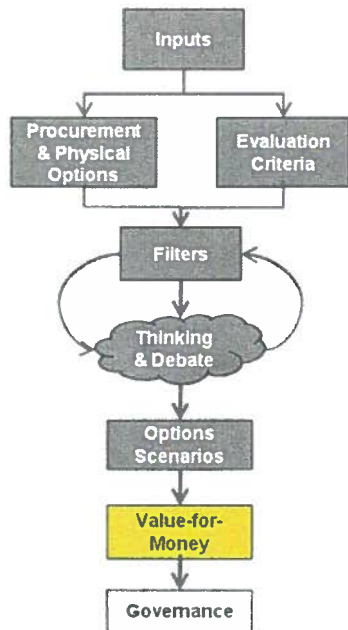 Inputs
Procurement
& Physical
Options
Evaluation
Criteria
Filters
Thinking
& Debate
Options
Scenarios
Value-for-
Money
Governance